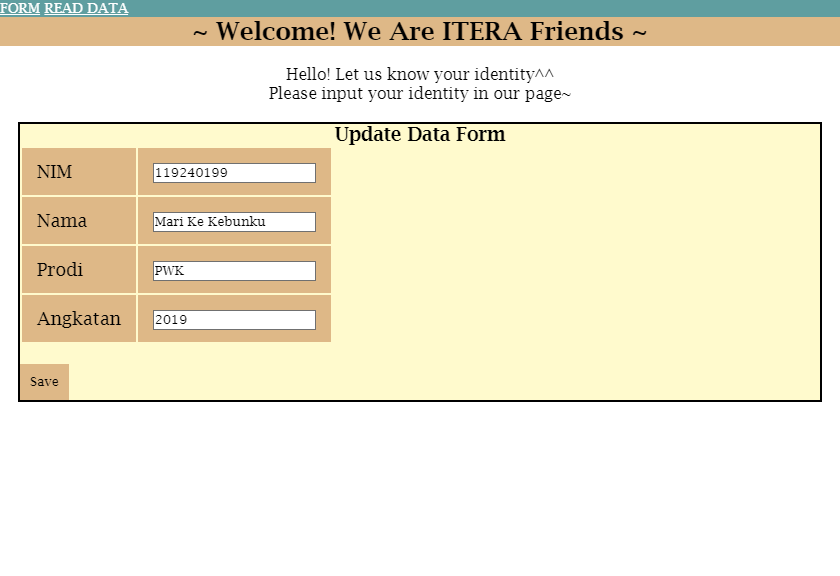 FORM READ DATA
~ Welcome! We Are ITERA Friends ~
Hello! Let us know your identity^^
Please input your identity in our page~
Update Data Form
NIM 119240199
Nama Mari Ke Kebunku
Prodi PWK
Angkatan 2019
Save